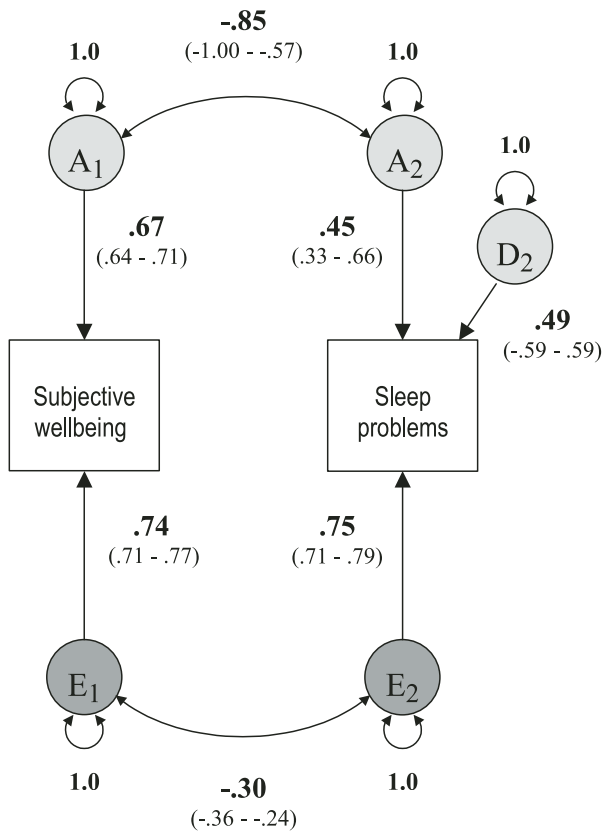 -.85
(-1.00 - -.57)
1.0
1.0
1.0
A1
A2
D2
.67
(.64 - .71)
.45
(.33 - .66)
.49
(-.59 - .59)
Subjective
wellbeing
Sleep
problems
.74
(.71 - .77)
.75
(.71 - .79)
E1
E2
1.0
1.0
-.30
(-.36 - -.24)